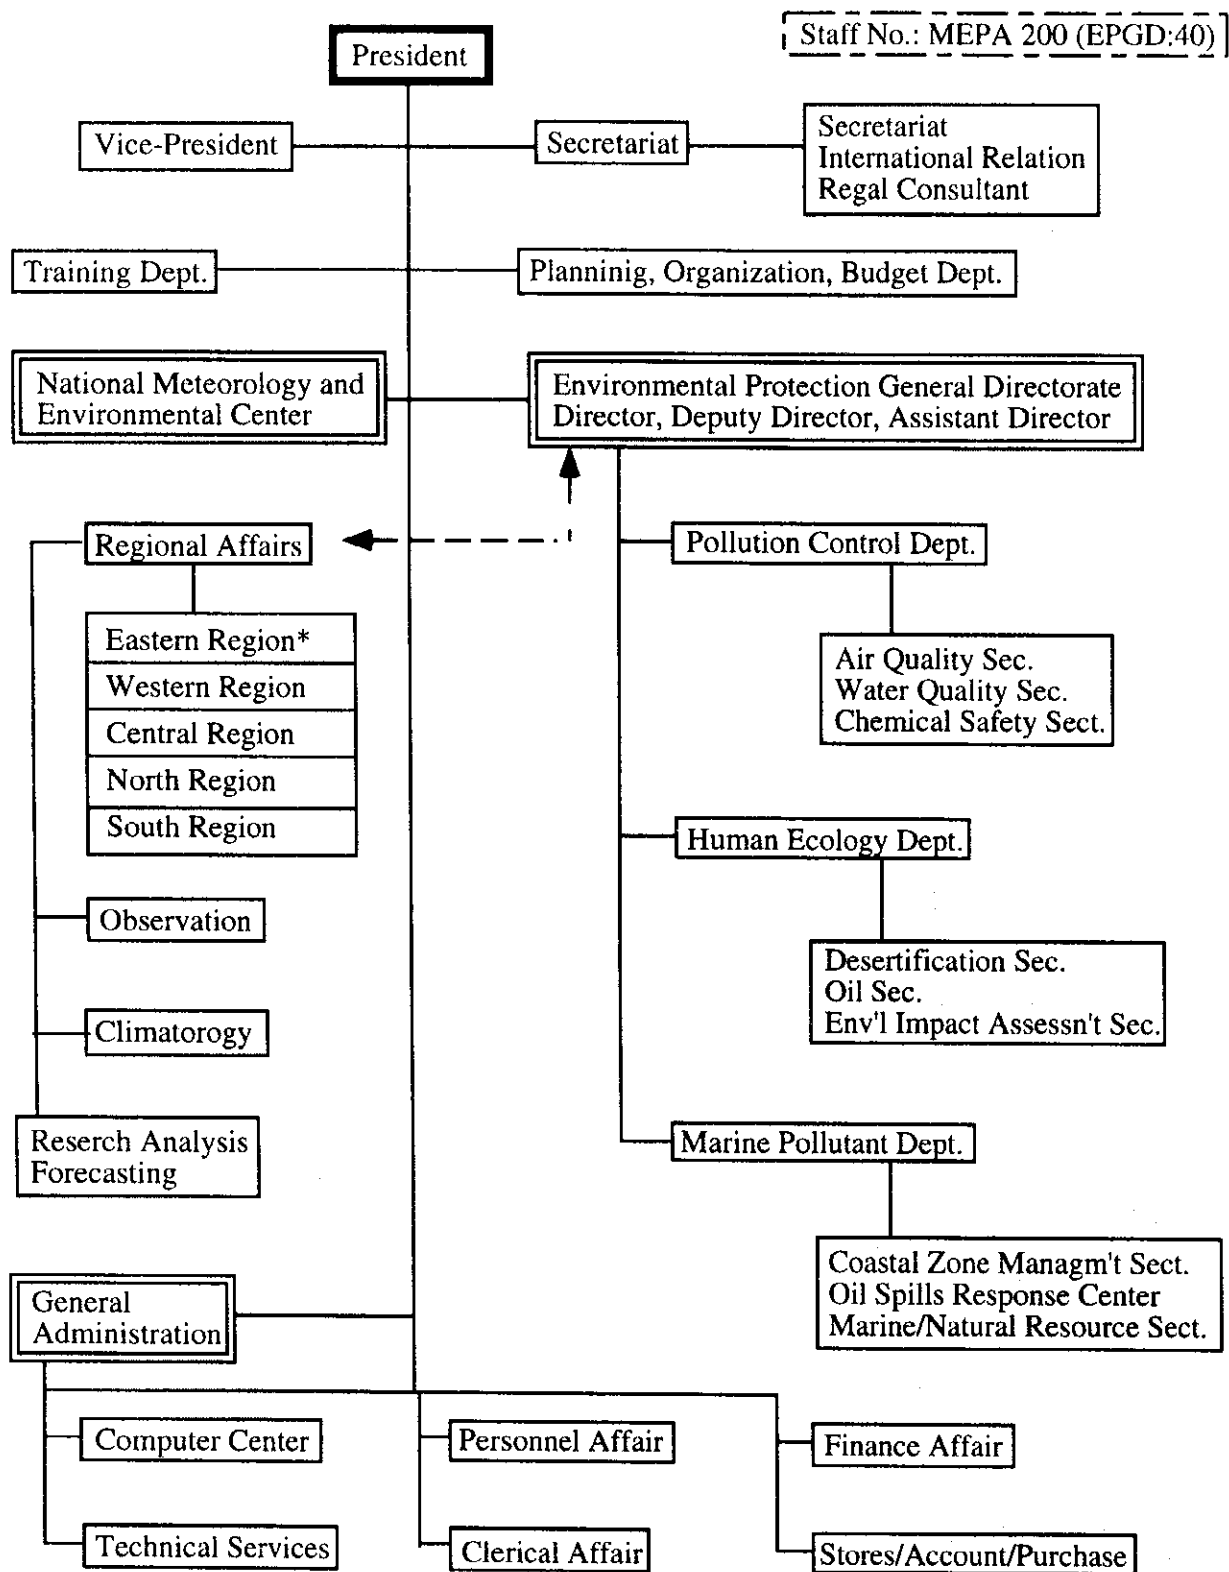 Staff No.: MEPA 200 (EPGD:40)
President
Vice-President
Secretariat
Secretariat
International Relation
Regal Consultant
Training Dept.
Planninig, Organization, Budget Dept.
National Meteorology and
Environmental Center
Environmental Protection General Directorate
Director, Deputy Director, Assistant Director
Regional Affairs
Eastern Region*
Western Region
Central Region
North Region
South Region
Observation
Climatorogy
Reserch Analysis
Forecasting
Pollution Control Dept.
Air Quality Sec.
Water Quality Sec.
Chemical Safety Sect.
Human Ecology Dept.
Desertification Sec.
Oil Sec.
Env'l Impact Assessn't Sec.
Marine Pollutant Dept.
Coastal Zone Managm't Sect.
Oil Spills Response Center
Marine/Natural Resource Sect.
General
Administration
Computer Center
Technical Services
Personnel Affair
Clerical Affair
Finance Affair
Stores/Account/Purchase